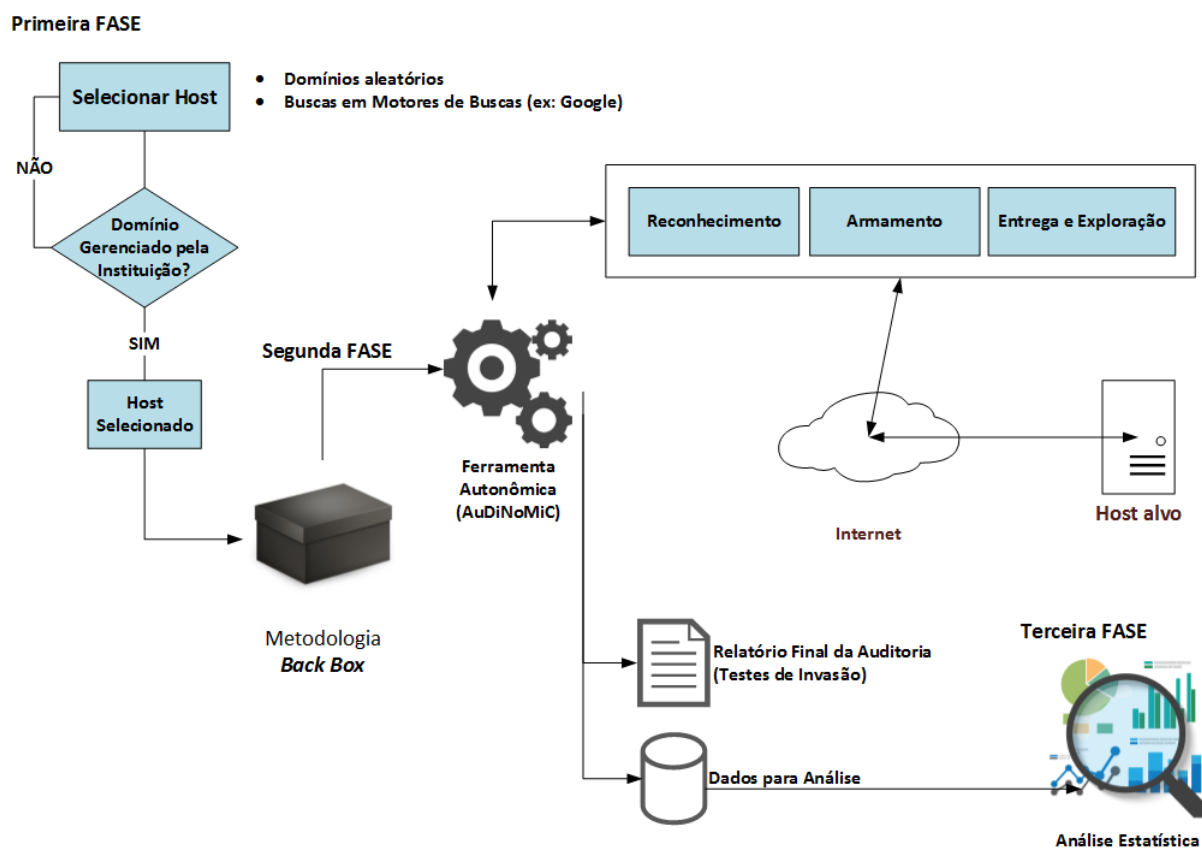 Primeira FASE
Selecionar Host
• Domínios aleatórios
• Buscas em Motores de Buscas (ex: Google)
NÃO
Domínio
Gerenciado pela
Instituição?
SIM
Host
Selecionado
Metodologia
Back Box
Segunda FASE
Ferramenta
Autonômica
(AuDiNoMiC)
Reconhecimento
Armamento
Entrega e Exploração
Internet
Host alvo
Relatório Final da Auditoria
(Testes de Invasão)
Dados para Análise
Terceira FASE
Análise Estatística